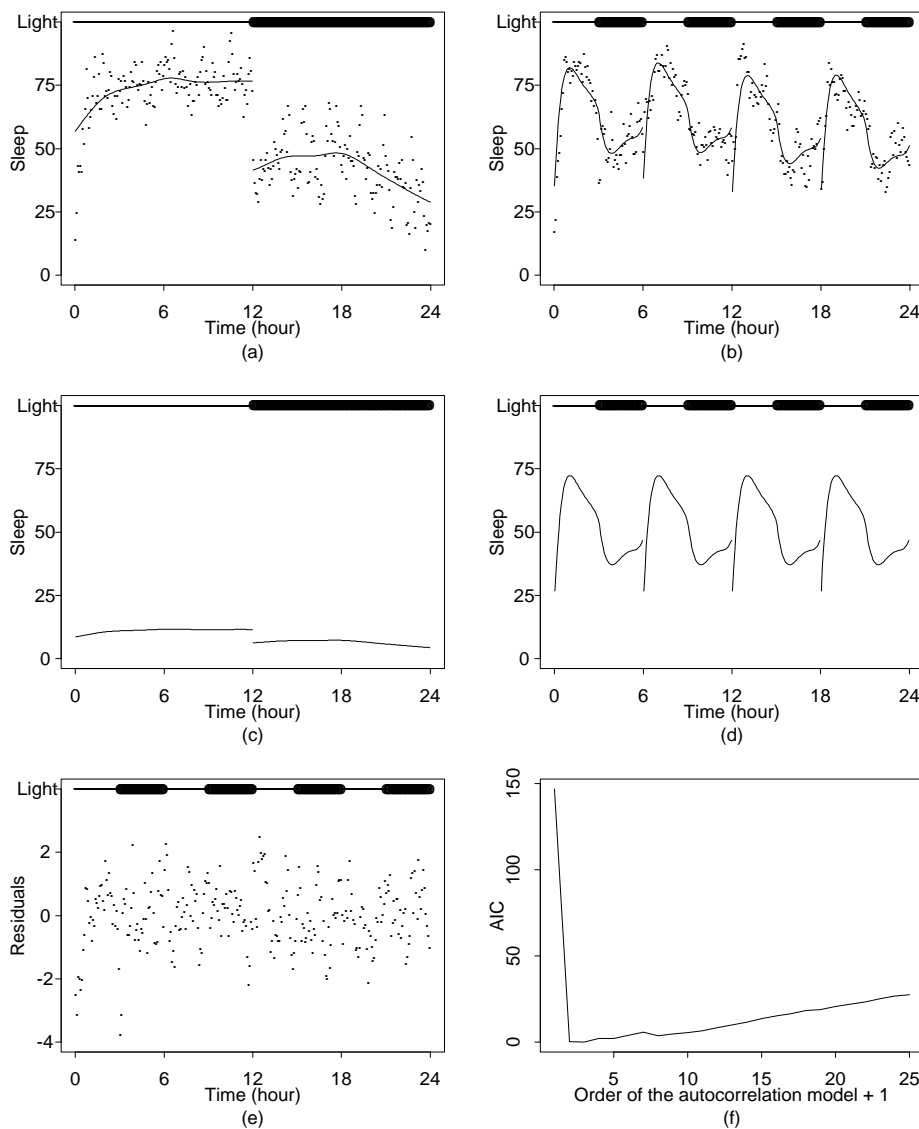 Light
Sleep
75
50
25
0
0 6 12 18 24
Time (hour)
(a)
Light
Sleep
75
50
25
0
0 6 12 18 24
Time (hour)
(b)
Light
Sleep
75
50
25
0
0 6 12 18 24
Time (hour)
(c)
Light
Sleep
75
50
25
0
0 6 12 18 24
Time (hour)
(d)
Light
Residuals
2
0
-2
-4
0 6 12 18 24
Time (hour)
(e)
AIC
150
100
50
0
5 10 15 20 25
Order of the autocorrelation model + 1
(f)